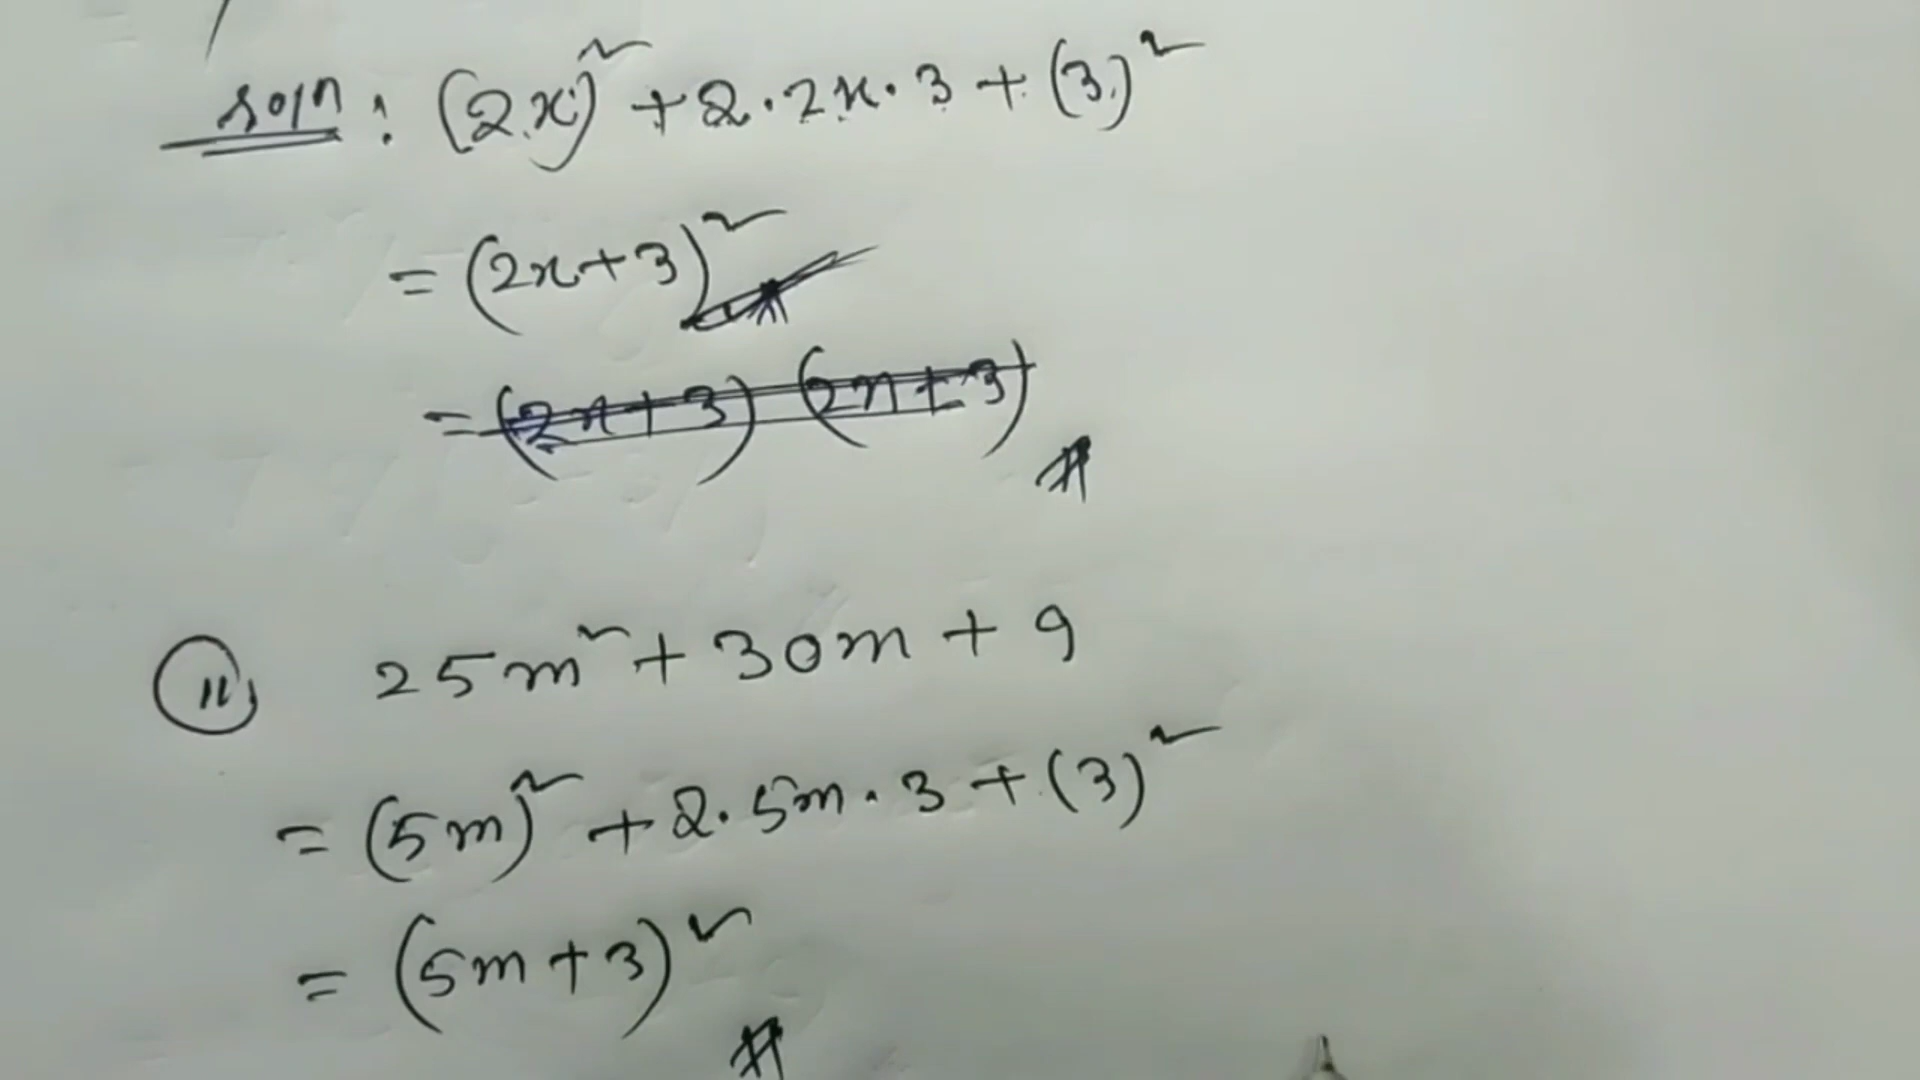 soln : (2x)² + 2·2x·3 + (3)²
= (2x+3)²
= (2x+3) (2x+3)
(ii) 25m² + 30m + 9
= (5m)² + 2·5m·3 + (3)²
= (5m+3)²